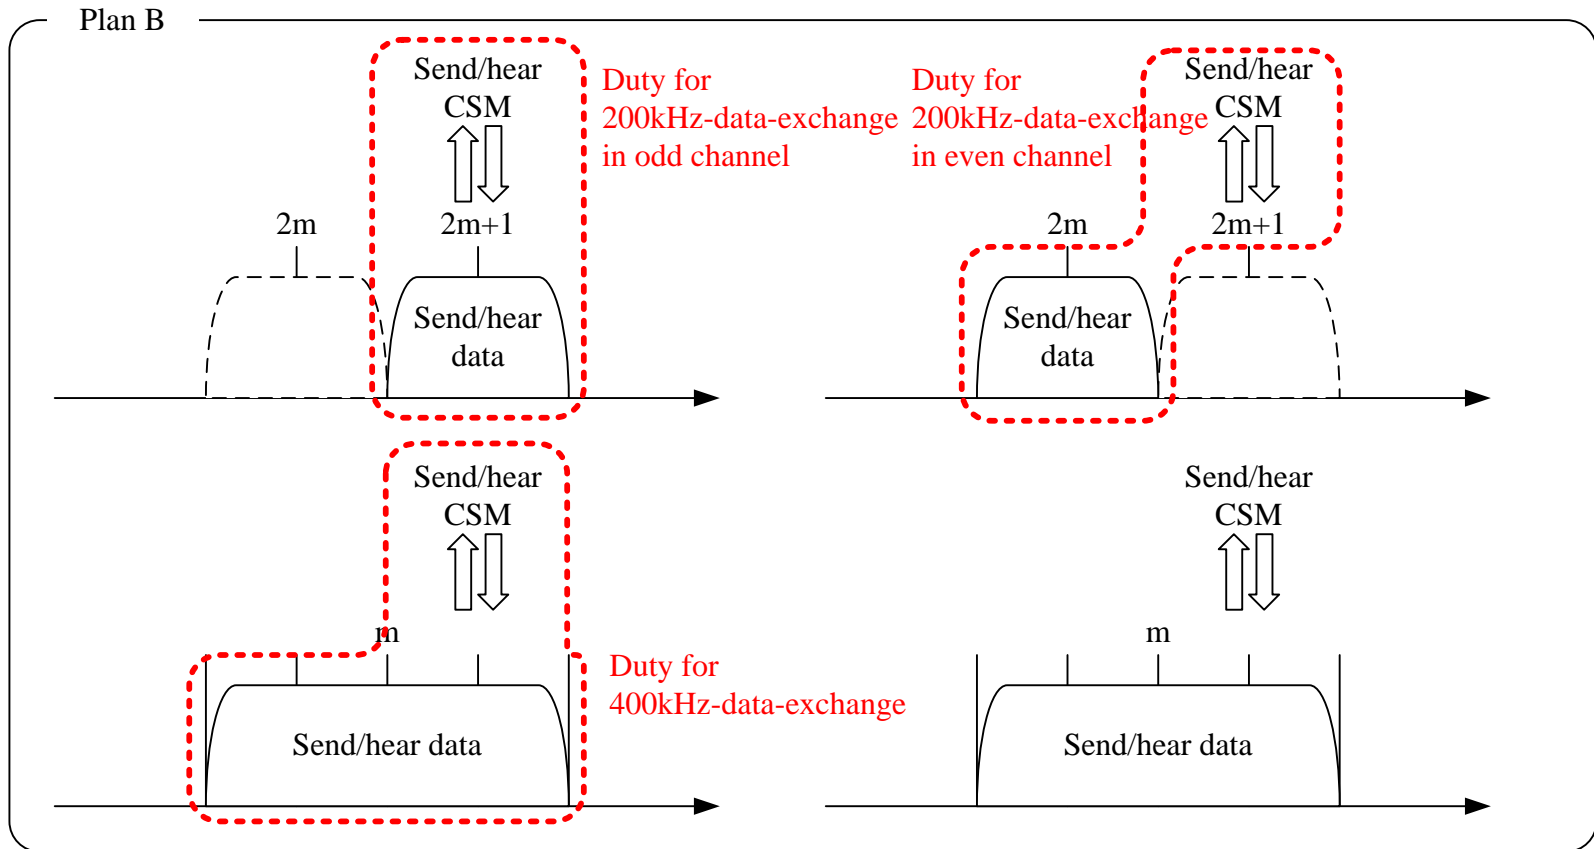 Plan B
Send/hear
CSM
2m
2m+1
Send/hear
data
Duty for
200kHz-data-exchange
in odd channel
Duty for
200kHz-data-exchange
in even channel
Send/hear
CSM
2m
2m+1
Send/hear
data
Send/hear
CSM
m
Send/hear data
Duty for
400kHz-data-exchange
Send/hear
CSM
m
Send/hear data